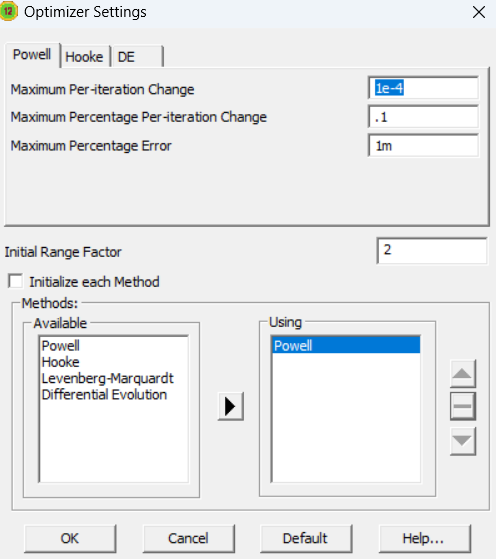 12 Optimizer Settings
Powell Hooke DE
Maximum Per-iteration Change 1e-4
Maximum Percentage Per-iteration Change .1
Maximum Percentage Error 1m
Initial Range Factor 2
Initialize each Method
Methods:
Available
Powell
Hooke
Levenberg-Marquardt
Differential Evolution
Using
Powell
OK Cancel Default Help...